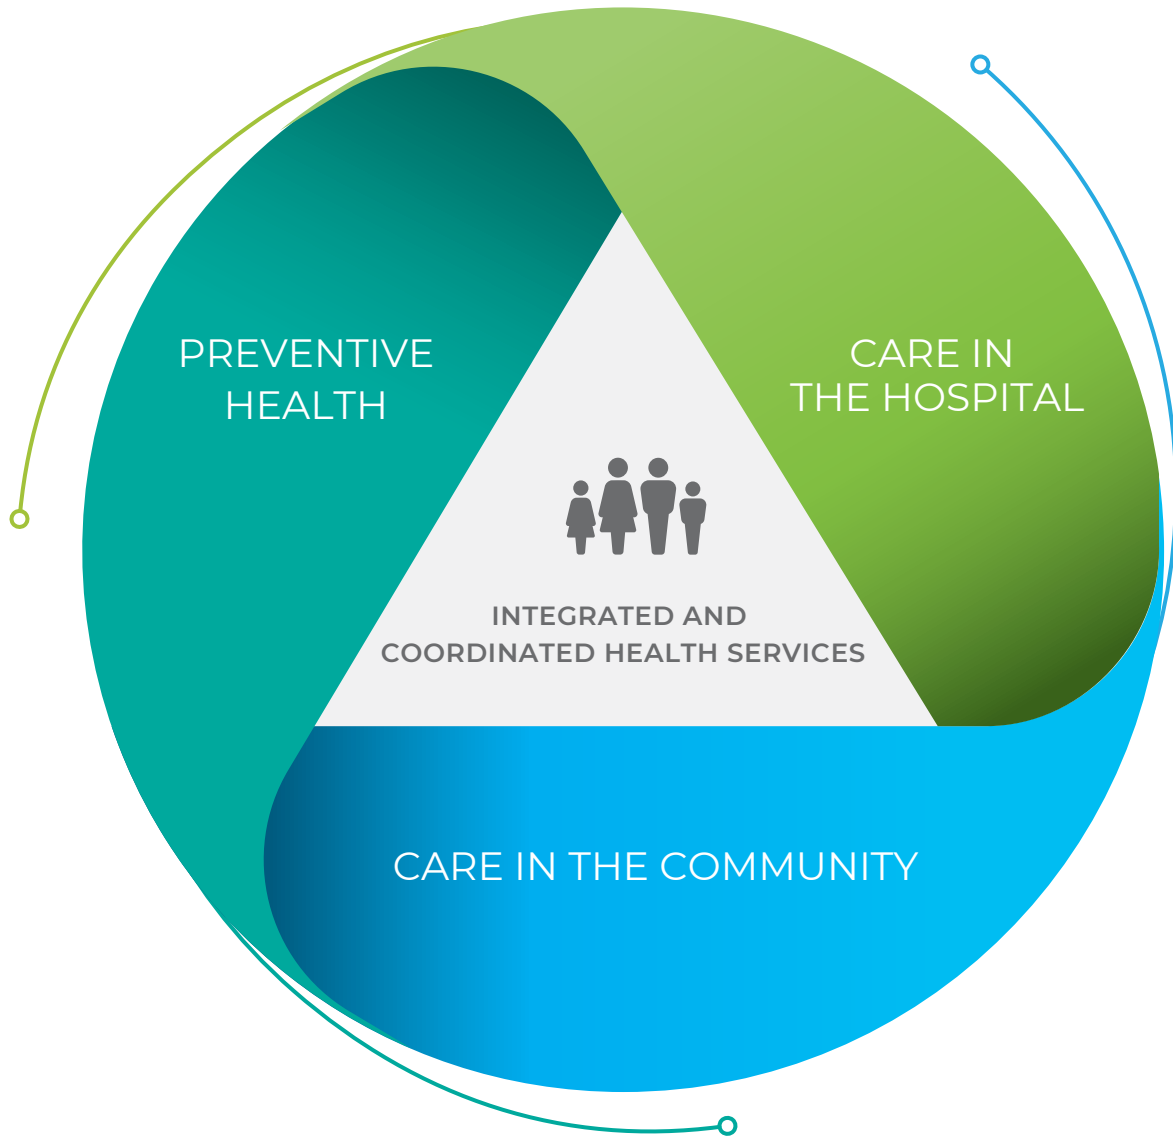 PREVENTIVE
HEALTH
CARE IN
THE HOSPITAL
INTEGRATED AND
COORDINATED HEALTH SERVICES
CARE IN THE COMMUNITY